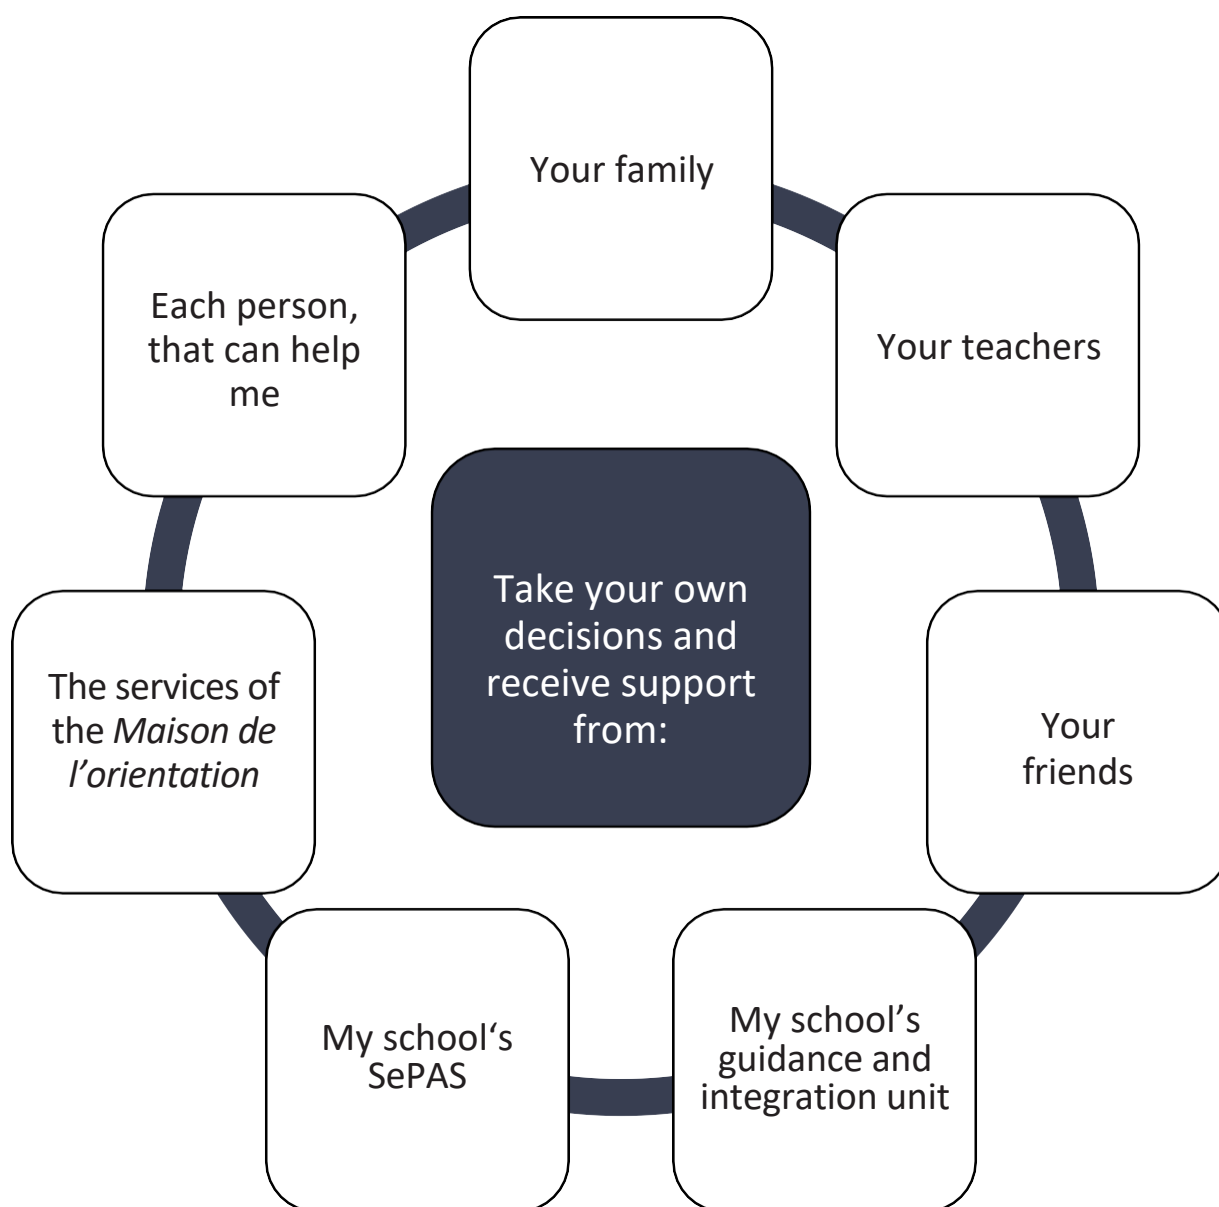 Your family
Your teachers
Your
friends
My school’s
guidance and
integration unit
My school‘s
SePAS
The services of
the Maison de
l’orientation
Each person,
that can help
me
Take your own
decisions and
receive support
from: